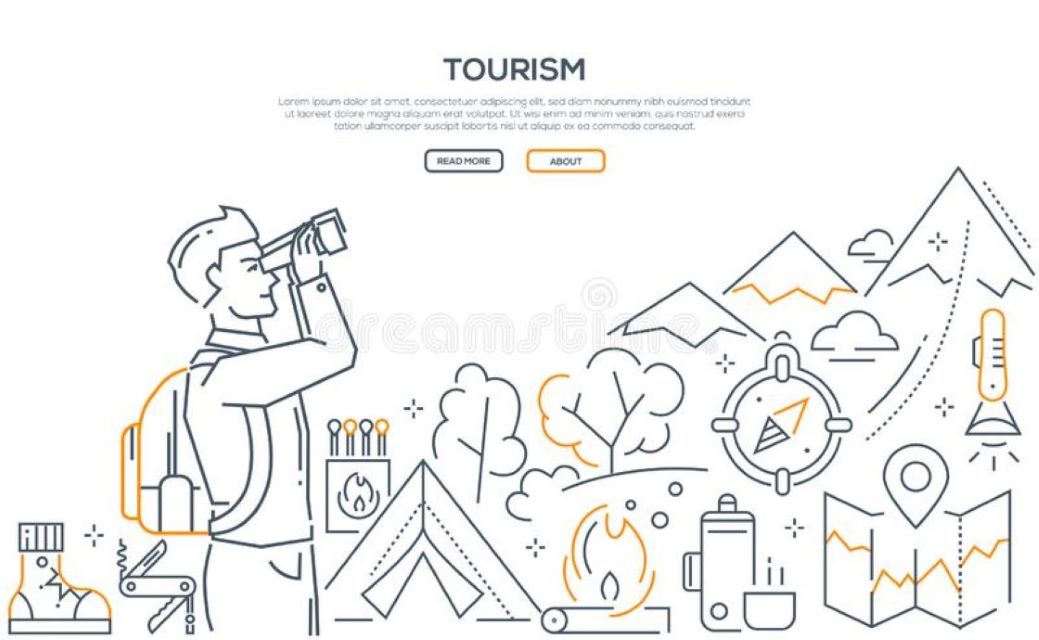 TOURISM
Lorem ipsum dolor sit amet, consectetuer adipiscing elit, sed diam nonummy nibh euismod tincidunt
ut laoreet dolore magna aliquam erat volutpat. Ut wisi enim ad minim veniam, quis nostrud exerci
tation ullamcorper suscipit lobortis nisl ut aliquip ex ea commodo consequat.
READ MORE ABOUT
dreamstime.com